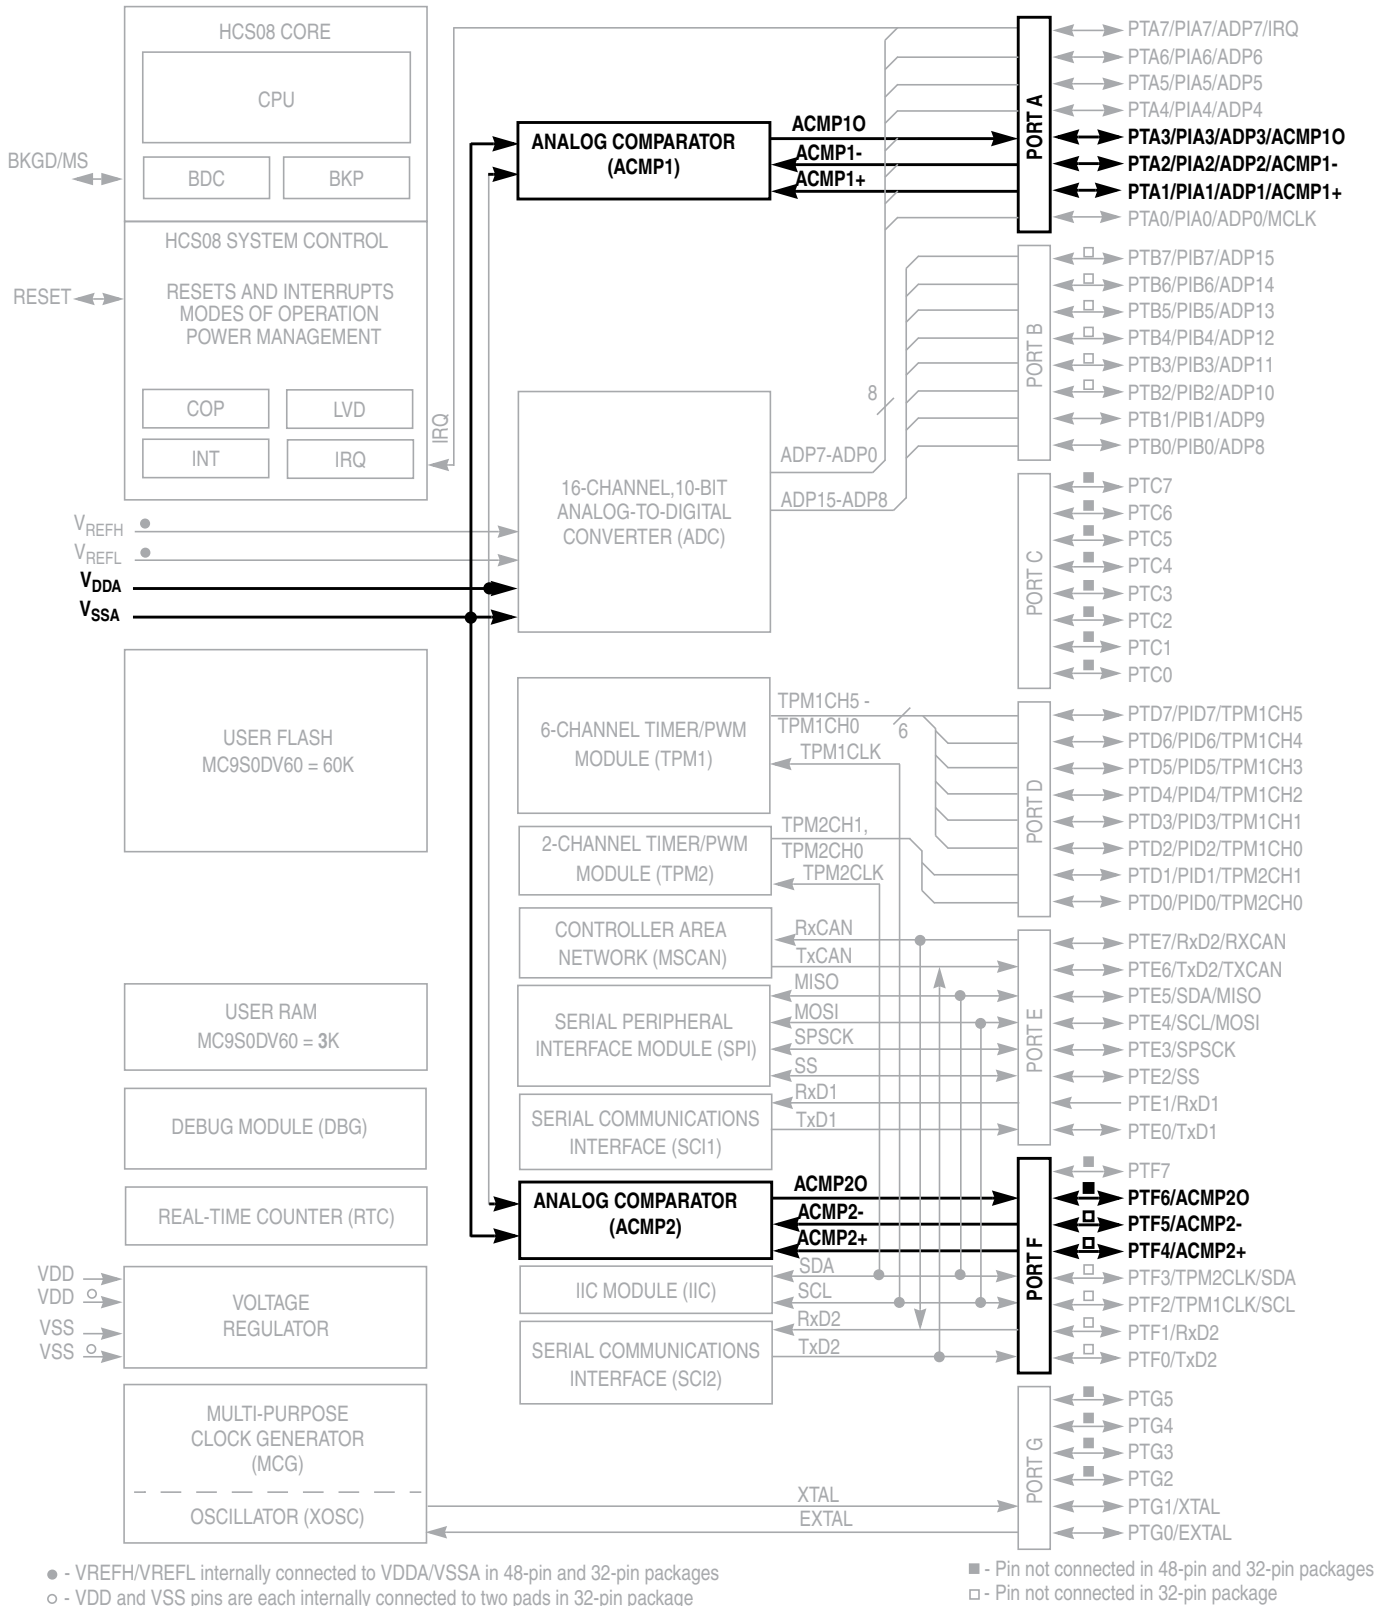 HCS08 CORE
CPU
BDC
BKP
BKGD/MS
HCS08 SYSTEM CONTROL
RESETS AND INTERRUPTS
MODES OF OPERATION
POWER MANAGEMENT
RESET
COP
LVD
INT
IRQ
IRQ
VREFH ●
VREFL ●
VDDA
VSSA
USER FLASH
MC9S0DV60 = 60K
USER RAM
MC9S0DV60 = 3K
DEBUG MODULE (DBG)
REAL-TIME COUNTER (RTC)
VDD
VDD
VSS
VSS
VOLTAGE
REGULATOR
MULTI-PURPOSE
CLOCK GENERATOR
(MCG)
OSCILLATOR (XOSC)
ANALOG COMPARATOR
(ACMP1)
ACMP1O
ACMP1-
ACMP1+
16-CHANNEL,10-BIT
ANALOG-TO-DIGITAL
CONVERTER (ADC)
8
ADP7-ADP0
ADP15-ADP8
6-CHANNEL TIMER/PWM
MODULE (TPM1)
TPM1CH5 -
TPM1CH0
6
TPM1CLK
2-CHANNEL TIMER/PWM
MODULE (TPM2)
TPM2CH1,
TPM2CH0
TPM2CLK
CONTROLLER AREA
NETWORK (MSCAN)
RxCAN
TxCAN
SERIAL PERIPHERAL
INTERFACE MODULE (SPI)
MISO
MOSI
SPSCK
SS
SERIAL COMMUNICATIONS
INTERFACE (SCI1)
RxD1
TxD1
ANALOG COMPARATOR
(ACMP2)
ACMP2O
ACMP2-
ACMP2+
IIC MODULE (IIC)
SDA
SCL
SERIAL COMMUNICATIONS
INTERFACE (SCI2)
RxD2
TxD2
XTAL
EXTAL
PORT A
PTA7/PIA7/ADP7/IRQ
PTA6/PIA6/ADP6
PTA5/PIA5/ADP5
PTA4/PIA4/ADP4
PTA3/PIA3/ADP3/ACMP1O
PTA2/PIA2/ADP2/ACMP1-
PTA1/PIA1/ADP1/ACMP1+
PTA0/PIA0/ADP0/MCLK
PORT B
PTB7/PIB7/ADP15
PTB6/PIB6/ADP14
PTB5/PIB5/ADP13
PTB4/PIB4/ADP12
PTB3/PIB3/ADP11
PTB2/PIB2/ADP10
PTB1/PIB1/ADP9
PTB0/PIB0/ADP8
PORT C
PTC7
PTC6
PTC5
PTC4
PTC3
PTC2
PTC1
PTC0
PORT D
PTD7/PID7/TPM1CH5
PTD6/PID6/TPM1CH4
PTD5/PID5/TPM1CH3
PTD4/PID4/TPM1CH2
PTD3/PID3/TPM1CH1
PTD2/PID2/TPM1CH0
PTD1/PID1/TPM2CH1
PTD0/PID0/TPM2CH0
PORT E
PTE7/RxD2/RXCAN
PTE6/TxD2/TXCAN
PTE5/SDA/MISO
PTE4/SCL/MOSI
PTE3/SPSCK
PTE2/SS
PTE1/RxD1
PTE0/TxD1
PORT F
PTF7
PTF6/ACMP2O
PTF5/ACMP2-
PTF4/ACMP2+
PTF3/TPM2CLK/SDA
PTF2/TPM1CLK/SCL
PTF1/RxD2
PTF0/TxD2
PORT G
PTG5
PTG4
PTG3
PTG2
PTG1/XTAL
PTG0/EXTAL
● - VREFH/VREFL internally connected to VDDA/VSSA in 48-pin and 32-pin packages
○ - VDD and VSS pins are each internally connected to two pads in 32-pin package
■ - Pin not connected in 48-pin and 32-pin packages
□ - Pin not connected in 32-pin package